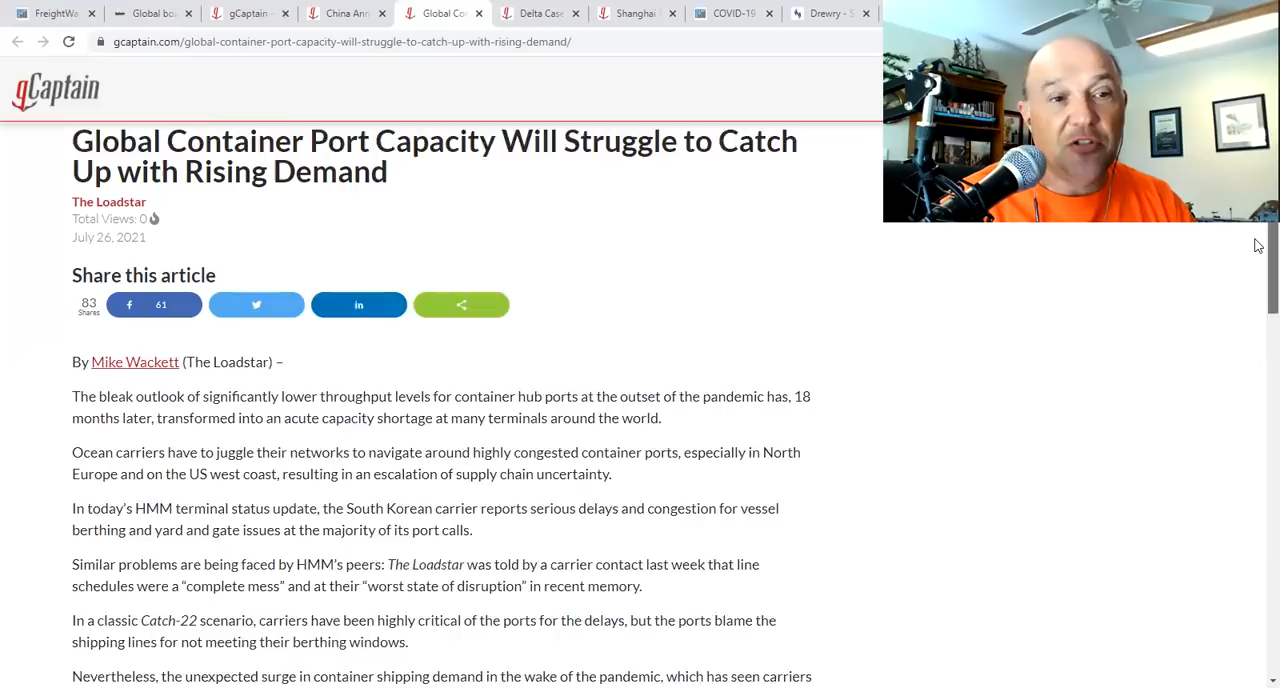 FreightWa
Global bo
gCaptain –
China Ann
Global Co
Delta Case
Shanghai
COVID-19
Drewry - S
gcaptain.com/global-container-port-capacity-will-struggle-to-catch-up-with-rising-demand/
gCaptain
Global Container Port Capacity Will Struggle to Catch
Up with Rising Demand
The Loadstar
Total Views: 0
July 26, 2021
Share this article
83
Shares
61
By Mike Wackett (The Loadstar) –
The bleak outlook of significantly lower throughput levels for container hub ports at the outset of the pandemic has, 18
months later, transformed into an acute capacity shortage at many terminals around the world.
Ocean carriers have to juggle their networks to navigate around highly congested container ports, especially in North
Europe and on the US west coast, resulting in an escalation of supply chain uncertainty.
In today’s HMM terminal status update, the South Korean carrier reports serious delays and congestion for vessel
berthing and yard and gate issues at the majority of its port calls.
Similar problems are being faced by HMM’s peers: The Loadstar was told by a carrier contact last week that line
schedules were a “complete mess” and at their “worst state of disruption” in recent memory.
In a classic Catch-22 scenario, carriers have been highly critical of the ports for the delays, but the ports blame the
shipping lines for not meeting their berthing windows.
Nevertheless, the unexpected surge in container shipping demand in the wake of the pandemic, which has seen carriers